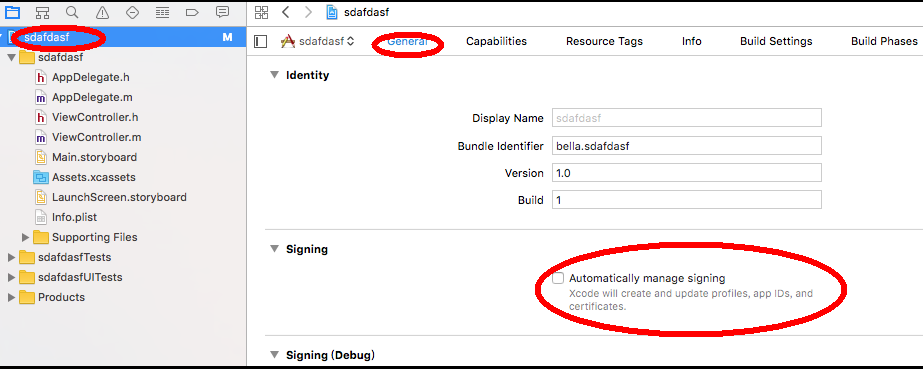 sdafdasf
sdafdasf M
sdafdasf
General Capabilities Resource Tags Info Build Settings Build Phases
sdafdasf
AppDelegate.h
AppDelegate.m
ViewController.h
ViewController.m
Main.storyboard
Assets.xcassets
LaunchScreen.storyboard
Info.plist
Supporting Files
sdafdasfTests
sdafdasfUITests
Products
Identity
Display Name sdafdasf
Bundle Identifier bella.sdafdasf
Version 1.0
Build 1
Signing
Automatically manage signing
Xcode will create and update profiles, app IDs, and
certificates.
Signing (Debug)